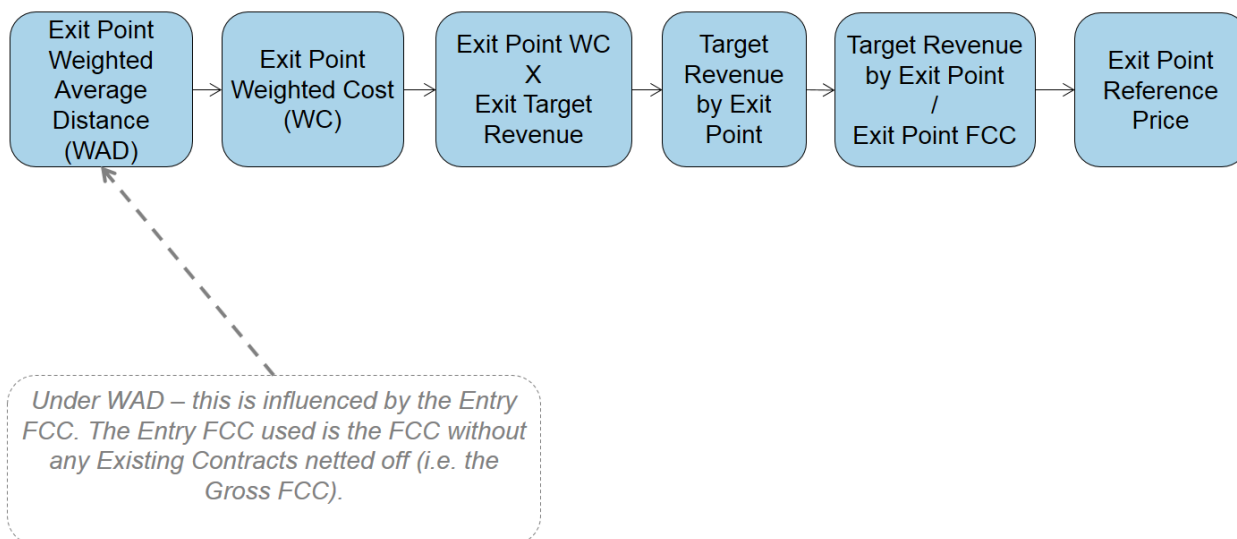 Exit Point
Weighted
Average
Distance
(WAD)
Exit Point
Weighted Cost
(WC)
Exit Point WC
X
Exit Target
Revenue
Target
Revenue
by Exit
Point
Target Revenue
by Exit Point
/
Exit Point FCC
Exit Point
Reference
Price
Under WAD – this is influenced by the Entry
FCC. The Entry FCC used is the FCC without
any Existing Contracts netted off (i.e. the
Gross FCC).